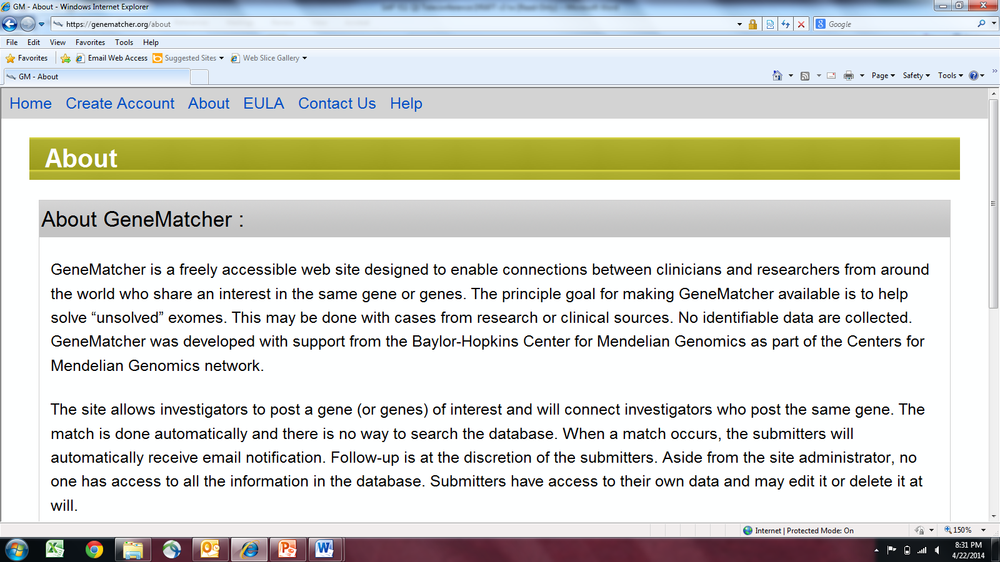 GM - About - Windows Internet Explorer
https://genematcher.org/about
Google
File Edit View Favorites Tools Help
Favorites Email Web Access Suggested Sites Web Slice Gallery
GM - About
Page Safety Tools
Home Create Account About EULA Contact Us Help
About
About GeneMatcher :
GeneMatcher is a freely accessible web site designed to enable connections between clinicians and researchers from around
the world who share an interest in the same gene or genes. The principle goal for making GeneMatcher available is to help
solve “unsolved” exomes. This may be done with cases from research or clinical sources. No identifiable data are collected.
GeneMatcher was developed with support from the Baylor-Hopkins Center for Mendelian Genomics as part of the Centers for
Mendelian Genomics network.
The site allows investigators to post a gene (or genes) of interest and will connect investigators who post the same gene. The
match is done automatically and there is no way to search the database. When a match occurs, the submitters will
automatically receive email notification. Follow-up is at the discretion of the submitters. Aside from the site administrator, no
one has access to all the information in the database. Submitters have access to their own data and may edit it or delete it at
will.
Internet | Protected Mode: On
150%
8:31 PM
4/22/2014